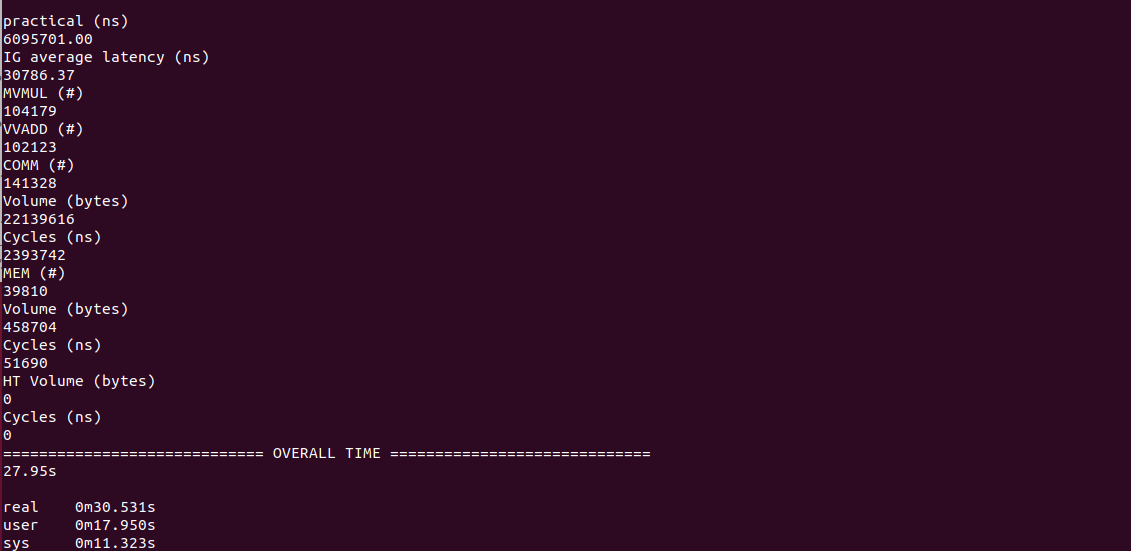 practical (ns)
6095701.00
IG average latency (ns)
30786.37
MVMUL (#)
104179
VVADD (#)
102123
COMM (#)
141328
Volume (bytes)
22139616
Cycles (ns)
2393742
MEM (#)
39810
Volume (bytes)
458704
Cycles (ns)
51690
HT Volume (bytes)
0
Cycles (ns)
0
============================= OVERALL TIME =============================
27.95s
real 0m30.531s
user 0m17.950s
sys 0m11.323s